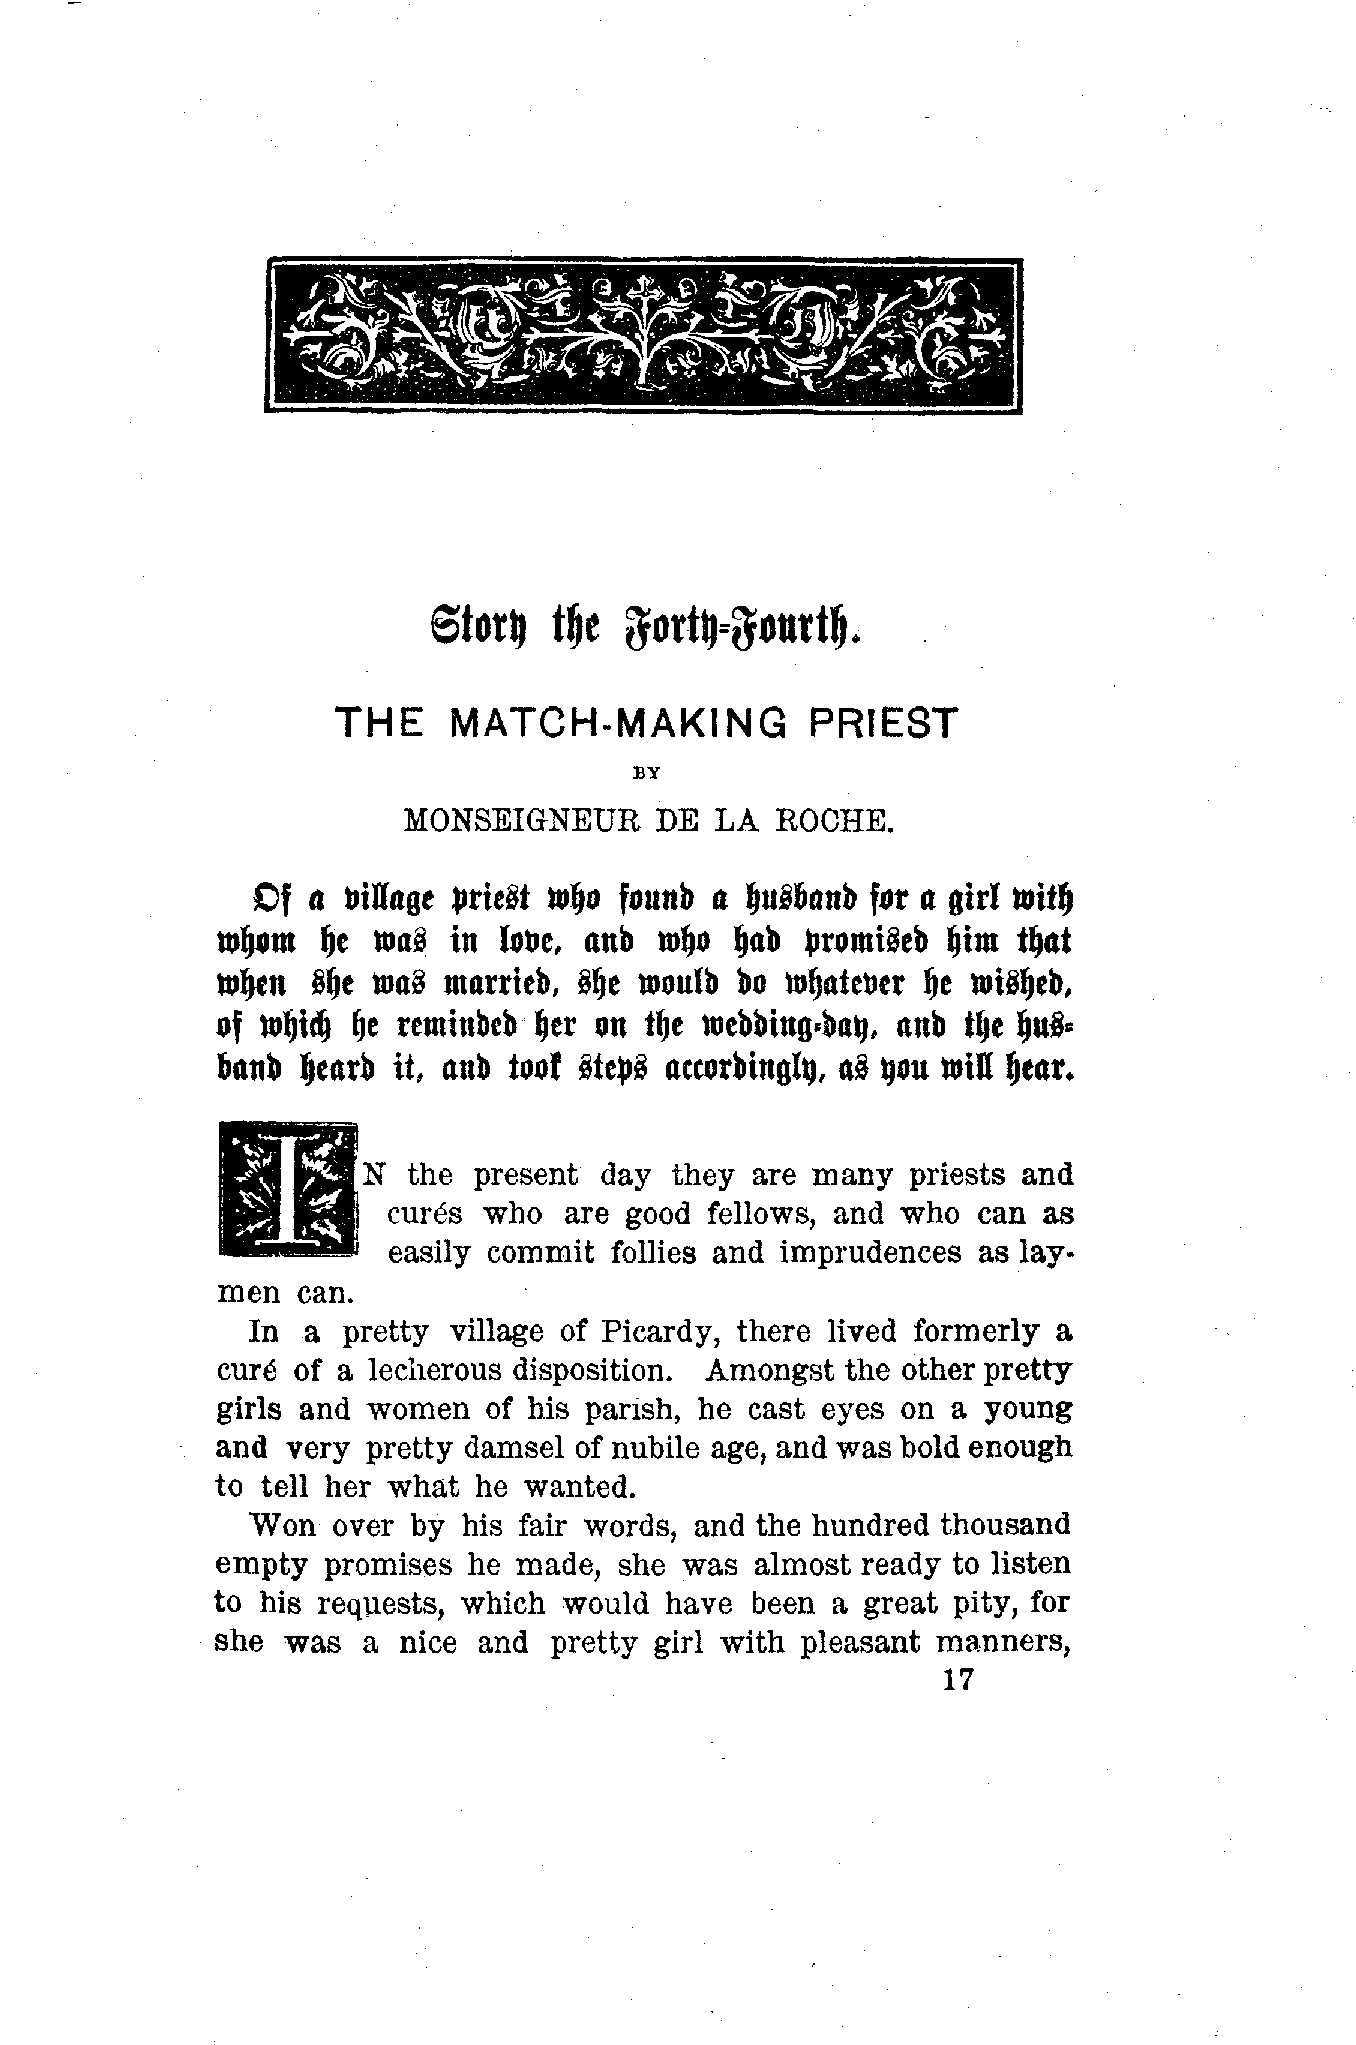 Story the Forty-Fourth.
THE MATCH-MAKING PRIEST
BY
MONSEIGNEUR DE LA ROCHE.
Of a village priest who found a husband for a girl with
whom he was in love, and who had promised him that
when she was married, she would do whatever he wished,
of which he reminded her on the wedding-day, and the hus-
band heard it, and took steps accordingly, as you will hear.
IN the present day they are many priests and
curés who are good fellows, and who can as
easily commit follies and imprudences as lay-
men can.
In a pretty village of Picardy, there lived formerly a
curé of a lecherous disposition. Amongst the other pretty
girls and women of his parish, he cast eyes on a young
and very pretty damsel of nubile age, and was bold enough
to tell her what he wanted.
Won over by his fair words, and the hundred thousand
empty promises he made, she was almost ready to listen
to his requests, which would have been a great pity, for
she was a nice and pretty girl with pleasant manners,
17